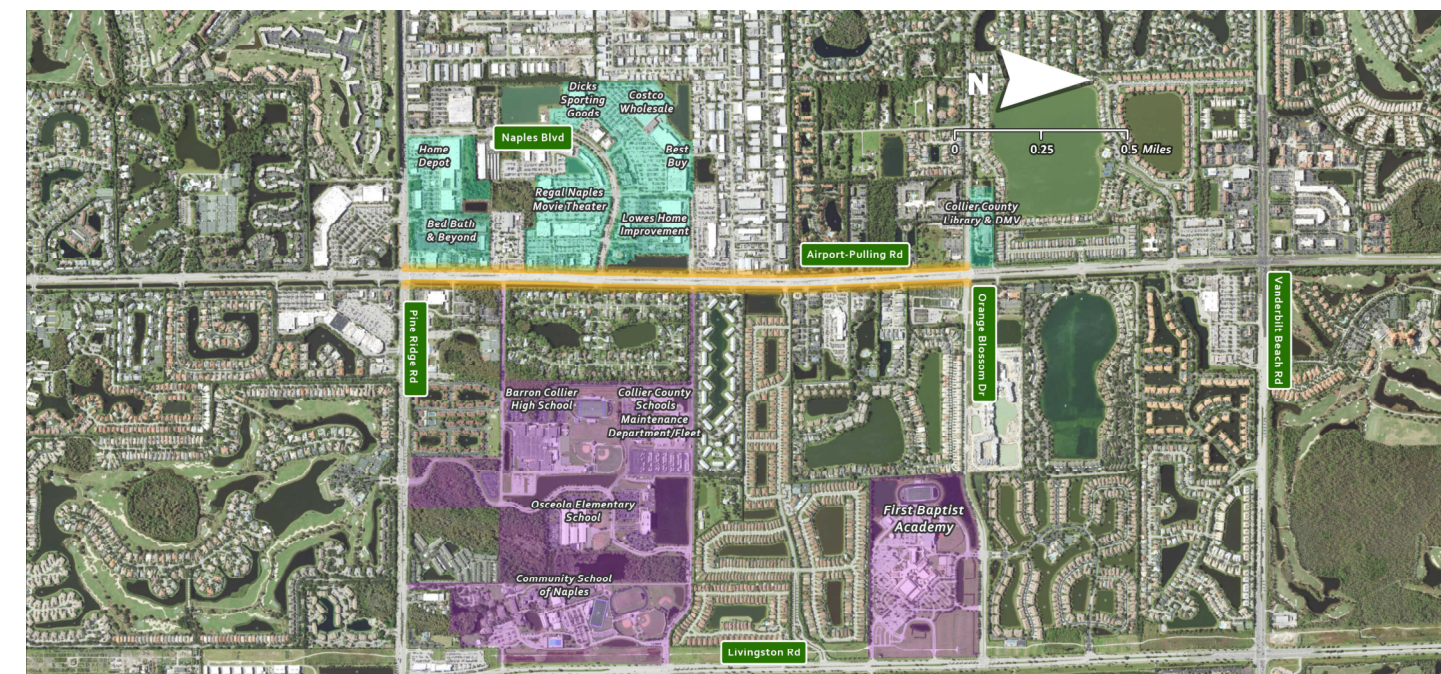 Dicks
Sporting
Goods
Costco
Wholesale
N
Naples Blvd
Home
Depot
Best
Buy
0
0.25
0.5 Miles
Regal Naples
Movie Theater
Bed Bath
& Beyond
Lowes Home
Improvement
Collier County
Library & DMV
Airport-Pulling Rd
Pine Ridge Rd
Orange Blossom Dr
Vanderbilt Beach Rd
Barron Collier
High School
Collier County
Schools
Maintenance
Department/Fleet
Osceola Elementary
School
First Baptist
Academy
Community School
of Naples
Livingston Rd